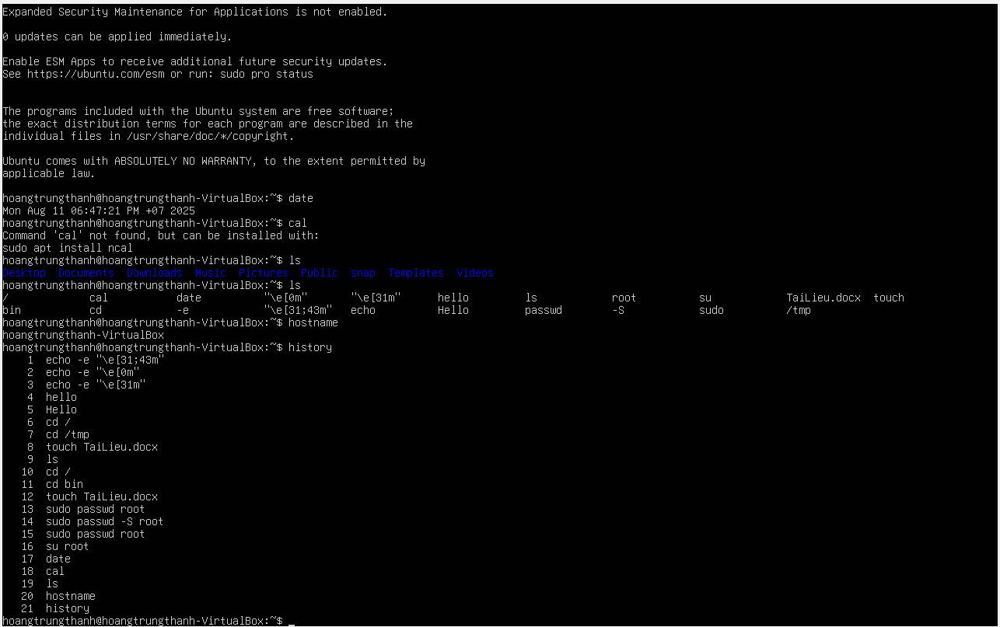 Expanded Security Maintenance for Applications is not enabled.
0 updates can be applied immediately.
Enable ESM Apps to receive additional future security updates.
See https://ubuntu.com/esm or run: sudo pro status
The programs included with the Ubuntu system are free software;
the exact distribution terms for each program are described in the
individual files in /usr/share/doc/*/copyright.
Ubuntu comes with ABSOLUTELY NO WARRANTY, to the extent permitted by
applicable law.
hoangtrungthanh@hoangtrungthanh-VirtualBox:~$ date
Mon Aug 11 06:47:21 PM +07 2025
hoangtrungthanh@hoangtrungthanh-VirtualBox:~$ cal
Command 'cal' not found, but can be installed with:
sudo apt install ncal
hoangtrungthanh@hoangtrungthanh-VirtualBox:~$ ls
Desktop  Documents  Downloads  Music  Pictures  Public  snap  Templates  Videos
hoangtrungthanh@hoangtrungthanh-VirtualBox:~$ ls
/             cal           date          "\e[0m"       "\e[31m"      hello         ls            root          su            TaiLieu.docx  touch
bin           cd            -e            "\e[31;43m"   echo          Hello         passwd        -S            sudo          /tmp
hoangtrungthanh@hoangtrungthanh-VirtualBox:~$ hostname
hoangtrungthanh-VirtualBox
hoangtrungthanh@hoangtrungthanh-VirtualBox:~$ history
    1  echo -e "\e[31;43m"
    2  echo -e "\e[0m"
    3  echo -e "\e[31m"
    4  hello
    5  Hello
    6  cd /
    7  cd /tmp
    8  touch TaiLieu.docx
    9  ls
   10  cd /
   11  cd bin
   12  touch TaiLieu.docx
   13  sudo passwd root
   14  sudo passwd -S root
   15  sudo passwd root
   16  su root
   17  date
   18  cal
   19  ls
   20  hostname
   21  history
hoangtrungthanh@hoangtrungthanh-VirtualBox:~$ _